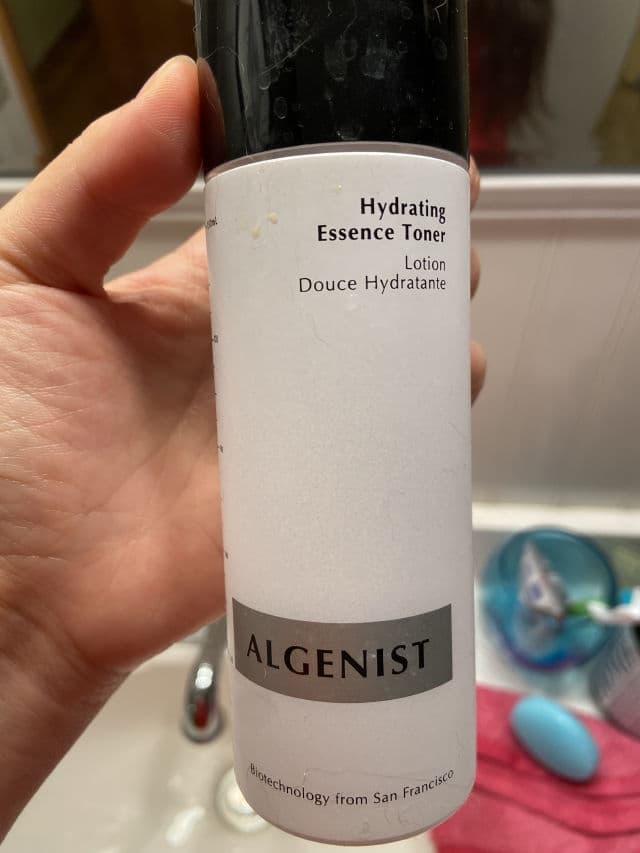 Hydrating
Essence Toner
Lotion
Douce Hydratante
ALGENIST
Biotechnology from San Francisco